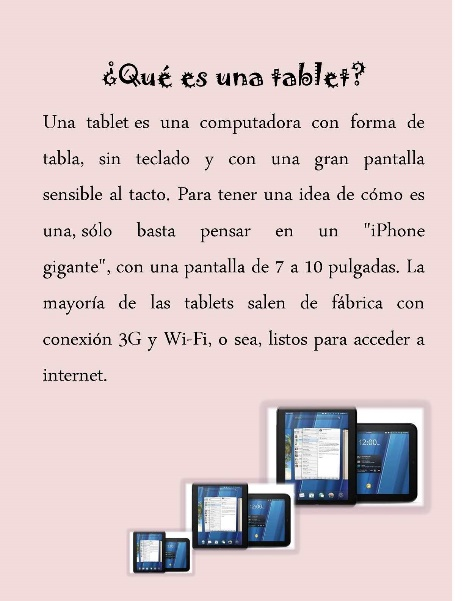 ¿Qué es una tablet?
Una tablet es una computadora con forma de
tabla, sin teclado y con una gran pantalla
sensible al tacto. Para tener una idea de cómo es
una, sólo basta pensar en un "iPhone
gigante", con una pantalla de 7 a 10 pulgadas. La
mayoría de las tablets salen de fábrica con
conexión 3G y Wi-Fi, o sea, listos para acceder a
internet.
12:00